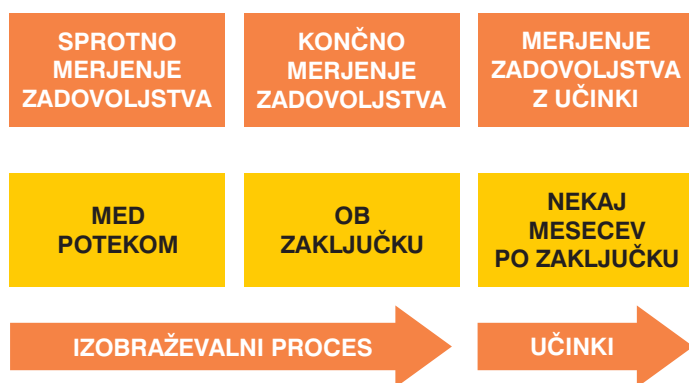 SPROTNO
MERJENJE
ZADOVOLJSTVA
KONČNO
MERJENJE
ZADOVOLJSTVA
MERJENJE
ZADOVOLJSTVA
Z UČINKI
MED
POTEKOM
OB
ZAKLJUČKU
NEKAJ
MESECEV
PO ZAKLJUČKU
IZOBRAŽEVALNI PROCES
UČINKI